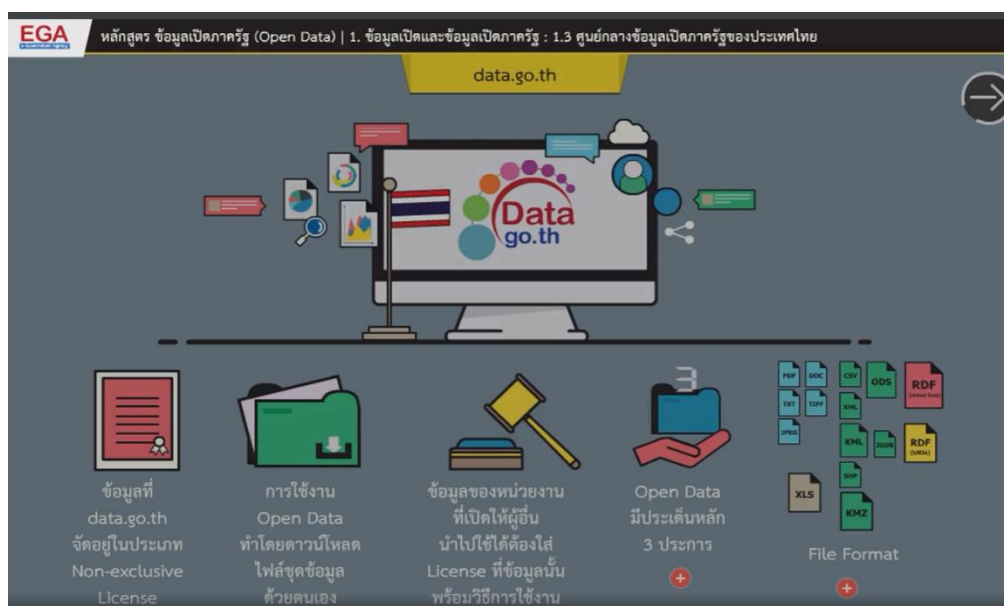 EGA
e-Government Agency
หลักสูตร ข้อมูลเปิดภาครัฐ (Open Data) | 1. ข้อมูลเปิดและข้อมูลเปิดภาครัฐ : 1.3 ศูนย์กลางข้อมูลเปิดภาครัฐของประเทศไทย
data.go.th
Data
go.th
ข้อมูลที่
data.go.th
จัดอยู่ในประเภท
Non-exclusive
License
การใช้งาน
Open Data
ทำโดยดาวน์โหลด
ไฟล์ชุดข้อมูล
ด้วยตนเอง
ข้อมูลของหน่วยงาน
ที่เปิดให้ผู้อื่น
นำไปใช้ได้ต้องใส่
License ที่ข้อมูลนั้น
พร้อมวิธีการใช้งาน
3
Open Data
มีประเด็นหลัก
3 ประการ
PDF DOC CSV ODS RDF
TXT TIFF XML
JPEG KML JSON RDF
(URIs)
XLS SHP
KMZ
File Format